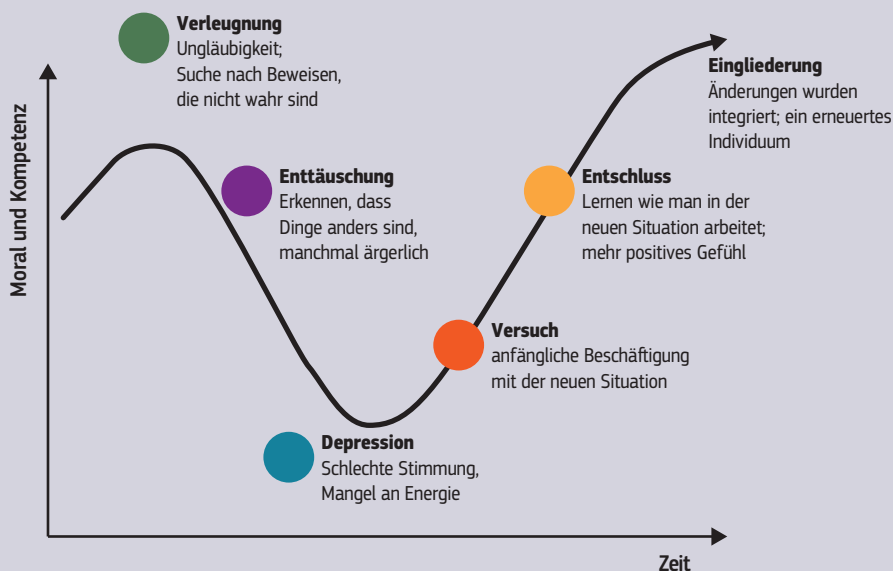 Verleugnung
Ungläubigkeit;
Suche nach Beweisen,
die nicht wahr sind
Eingliederung
Änderungen wurden
integriert; ein erneuertes
Individuum
Moral und Kompetenz
Enttäuschung
Erkennen, dass
Dinge anders sind,
manchmal ärgerlich
Entschluss
Lernen wie man in der
neuen Situation arbeitet;
mehr positives Gefühl
Versuch
anfängliche Beschäftigung
mit der neuen Situation
Depression
Schlechte Stimmung,
Mangel an Energie
Zeit